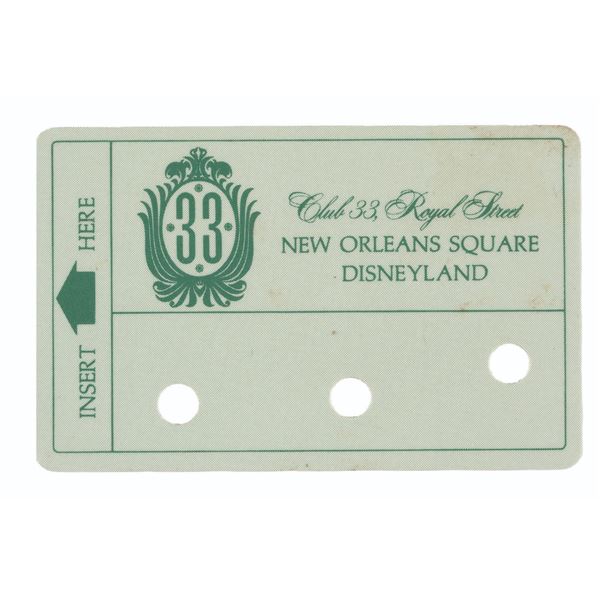 INSERT HERE
33
Club 33, Royal Street
NEW ORLEANS SQUARE
DISNEYLAND